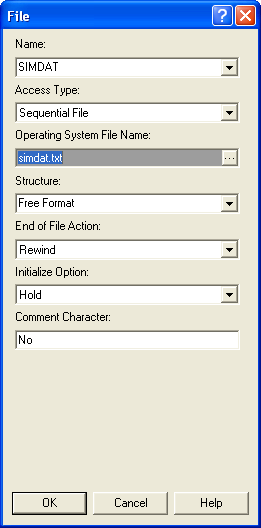 File
Name:
SIMDAT
Access Type:
Sequential File
Operating System File Name:
simdat.txt
...
Structure:
Free Format
End of File Action:
Rewind
Initialize Option:
Hold
Comment Character:
No
OK Cancel Help